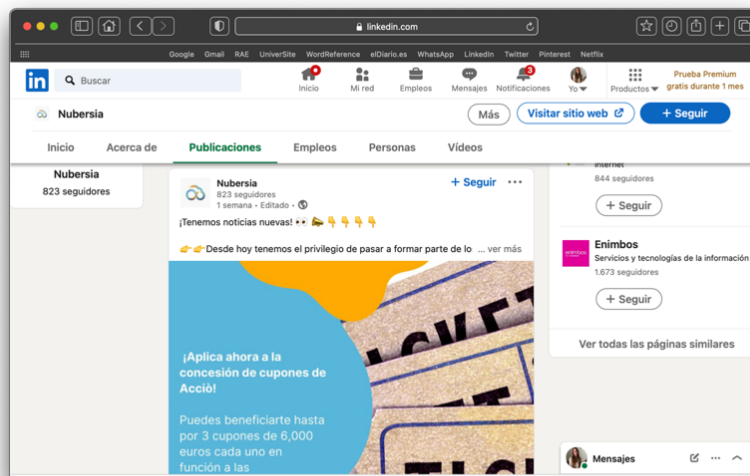 linkedin.com
Google Gmail RAE UniverSite WordReference elDiario.es WhatsApp LinkedIn Twitter Pinterest Netflix
in
Buscar
Inicio
Mi red
Empleos
Mensajes
3
Notificaciones
Yo
Productos
Prueba Premium
gratis durante 1 mes
Nubersia
Más
Visitar sitio web
+ Seguir
Inicio
Acerca de
Publicaciones
Empleos
Personas
Vídeos
Nubersia
823 seguidores
Nubersia
823 seguidores
1 semana • Editado •
+ Seguir
¡Tenemos noticias nuevas! 👀 📣 👇 👇 👇 👇
👉👉Desde hoy tenemos el privilegio de pasar a formar parte de lo ... ver más
¡Aplica ahora a la
concesión de cupones de
Acciò!
Puedes beneficiarte hasta
por 3 cupones de 6,000
euros cada uno en
función a las
TICKET
Internet
844 seguidores
+ Seguir
enimbos
Enimbos
Servicios y tecnologías de la información
1.673 seguidores
+ Seguir
Ver todas las páginas similares
Mensajes